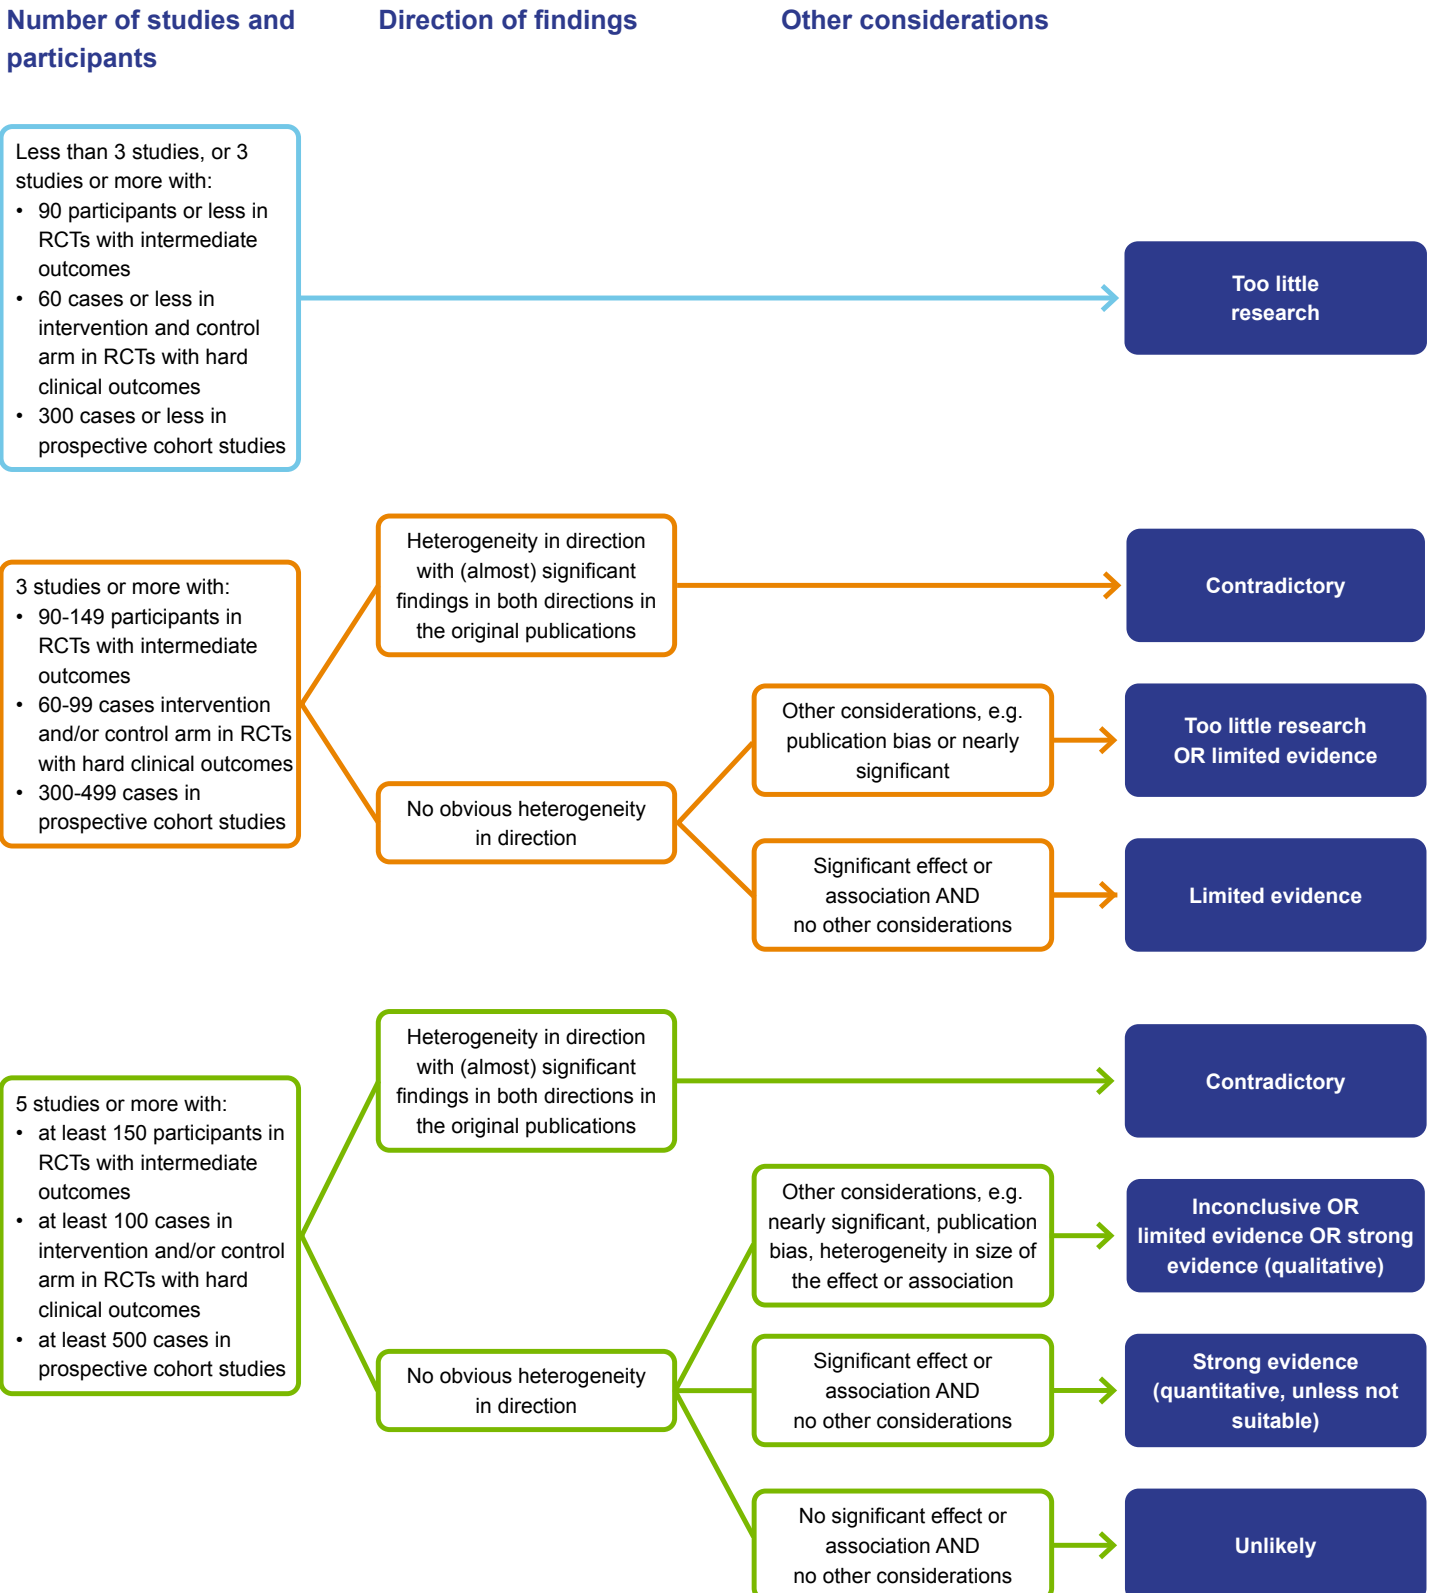 Number of studies and
participants
Direction of findings
Other considerations
Less than 3 studies, or 3
studies or more with:
• 90 participants or less in
RCTs with intermediate
outcomes
• 60 cases or less in
intervention and control
arm in RCTs with hard
clinical outcomes
• 300 cases or less in
prospective cohort studies
Too little
research
3 studies or more with:
• 90-149 participants in
RCTs with intermediate
outcomes
• 60-99 cases intervention
and/or control arm in RCTs
with hard clinical outcomes
• 300-499 cases in
prospective cohort studies
Heterogeneity in direction
with (almost) significant
findings in both directions in
the original publications
Contradictory
No obvious heterogeneity
in direction
Other considerations, e.g.
publication bias or nearly
significant
Too little research
OR limited evidence
Significant effect or
association AND
no other considerations
Limited evidence
5 studies or more with:
• at least 150 participants in
RCTs with intermediate
outcomes
• at least 100 cases in
intervention and/or control
arm in RCTs with hard
clinical outcomes
• at least 500 cases in
prospective cohort studies
Heterogeneity in direction
with (almost) significant
findings in both directions in
the original publications
Contradictory
No obvious heterogeneity
in direction
Other considerations, e.g.
nearly significant, publication
bias, heterogeneity in size of
the effect or association
Inconclusive OR
limited evidence OR strong
evidence (qualitative)
Significant effect or
association AND
no other considerations
Strong evidence
(quantitative, unless not
suitable)
No significant effect or
association AND
no other considerations
Unlikely